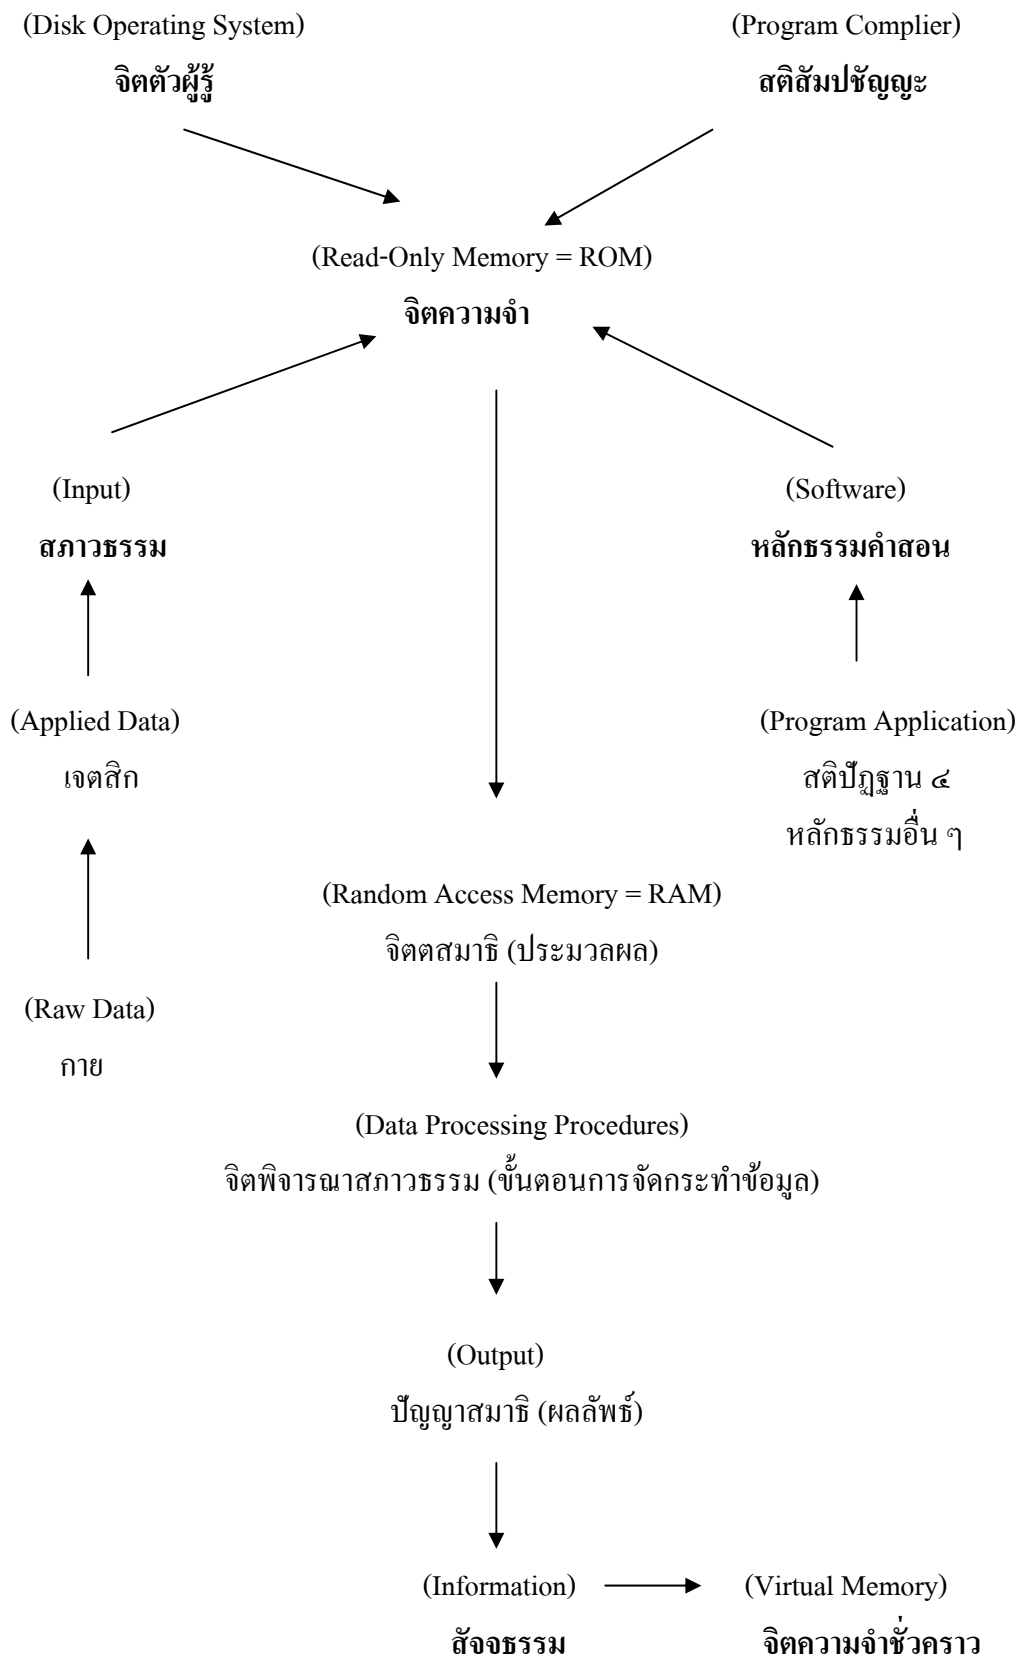 (Disk Operating System)
จิตตัวผู้รู้
(Program Complier)
สติสัมปชัญญะ
(Read-Only Memory = ROM)
จิตความจำ
(Input)
สภาวธรรม
(Software)
หลักธรรมคำสอน
(Applied Data)
เจตสิก
(Program Application)
สติปัฏฐาน ๔
หลักธรรมอื่น ๆ
(Random Access Memory = RAM)
จิตตสมาธิ (ประมวลผล)
(Raw Data)
กาย
(Data Processing Procedures)
จิตพิจารณาสภาวธรรม (ขั้นตอนการจัดกระทำข้อมูล)
(Output)
ปัญญาสมาธิ (ผลลัพธ์)
(Information)
สัจจธรรม
(Virtual Memory)
จิตความจำชั่วคราว